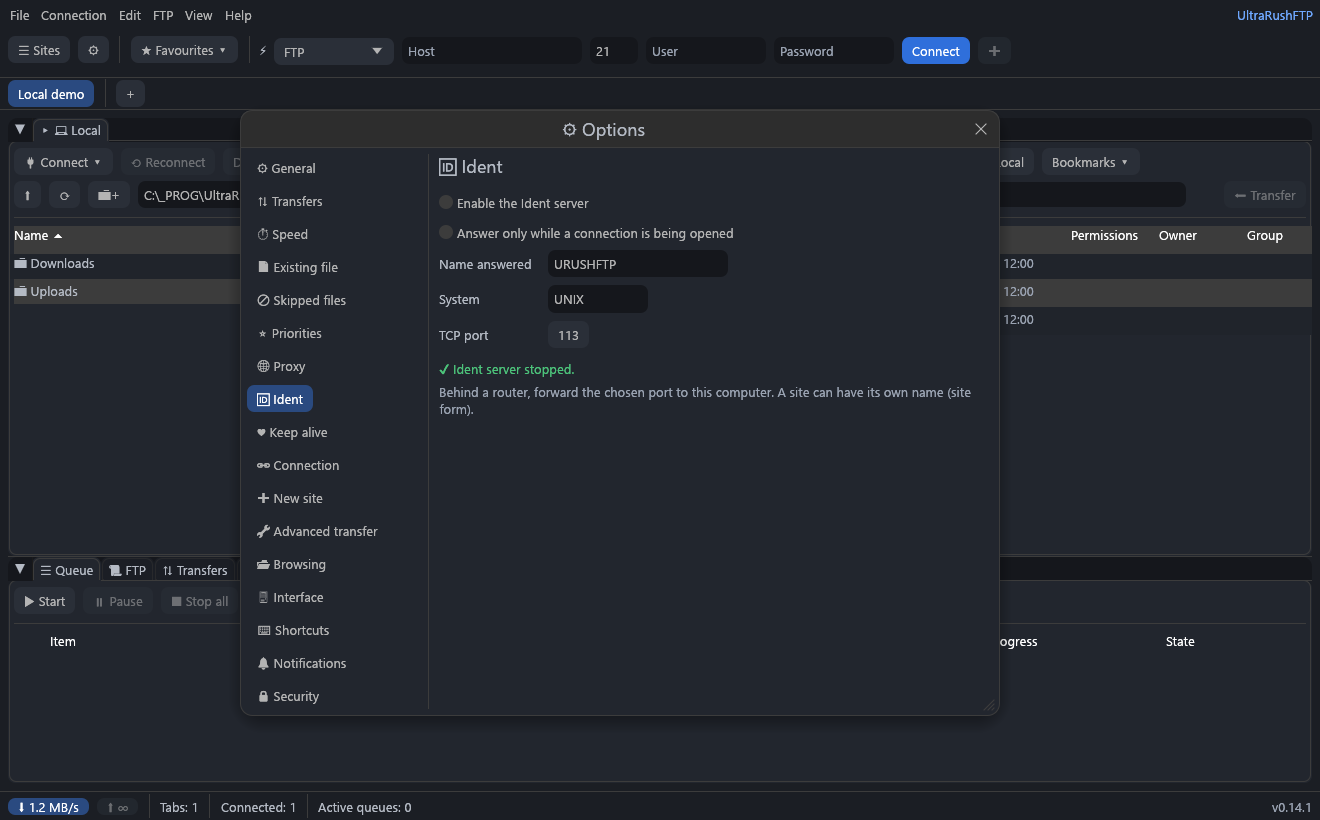 File Connection Edit FTP View Help UltraRushFTP
Sites Favourites FTP Host 21 User Password Connect +
Local demo +
Local
Options
Connect Reconnect D ocal Bookmarks
C:\_PROG\UltraR Transfer
Name Permissions Owner Group
Downloads 12:00
Uploads 12:00
12:00
General
Transfers
Speed
Existing file
Skipped files
Priorities
Proxy
Ident
Keep alive
Connection
New site
Advanced transfer
Browsing
Interface
Shortcuts
Notifications
Security
ID Ident
Enable the Ident server
Answer only while a connection is being opened
Name answered URUSHFTP
System UNIX
TCP port 113
✓ Ident server stopped.
Behind a router, forward the chosen port to this computer. A site can have its own name (site
form).
Queue FTP Transfers
Start Pause Stop all
Item ogress State
1.2 MB/s ∞ Tabs: 1 Connected: 1 Active queues: 0 v0.14.1